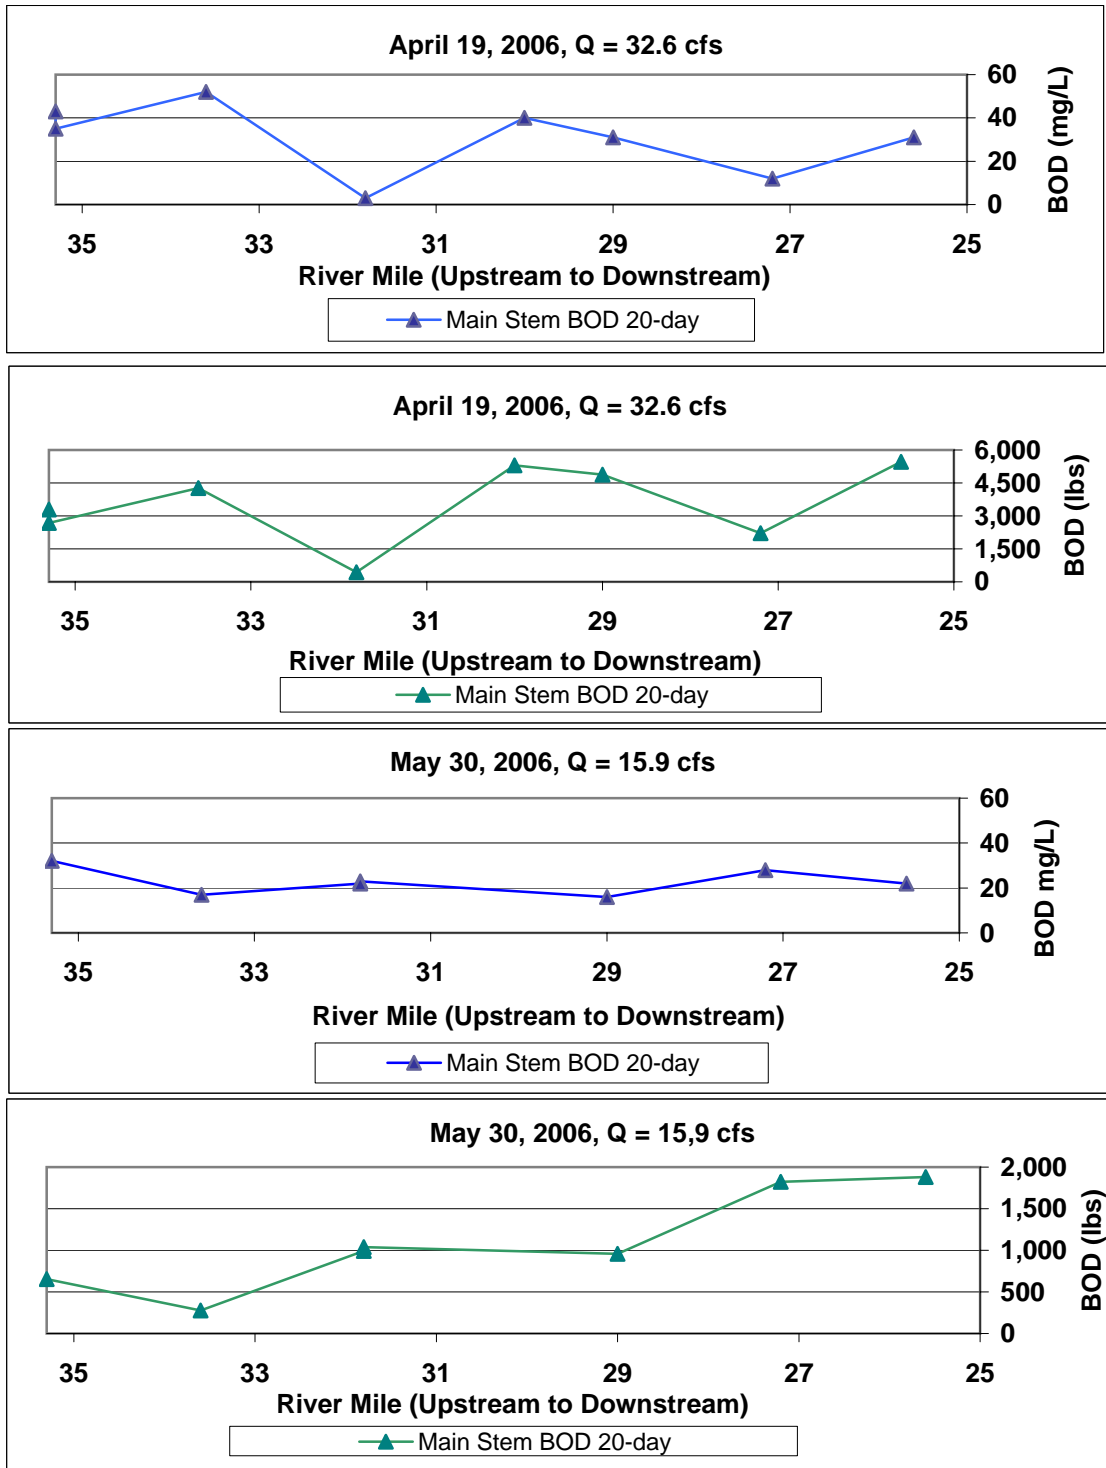 April 19, 2006, Q = 32.6 cfs
60
40
20
0
BOD (mg/L)
35 33 31 29 27 25
River Mile (Upstream to Downstream)
Main Stem BOD 20-day
April 19, 2006, Q = 32.6 cfs
6,000
4,500
3,000
1,500
0
BOD (lbs)
35 33 31 29 27 25
River Mile (Upstream to Downstream)
Main Stem BOD 20-day
May 30, 2006, Q = 15.9 cfs
60
40
20
0
BOD mg/L)
35 33 31 29 27 25
River Mile (Upstream to Downstream)
Main Stem BOD 20-day
May 30, 2006, Q = 15,9 cfs
2,000
1,500
1,000
500
0
BOD (lbs)
35 33 31 29 27 25
River Mile (Upstream to Downstream)
Main Stem BOD 20-day